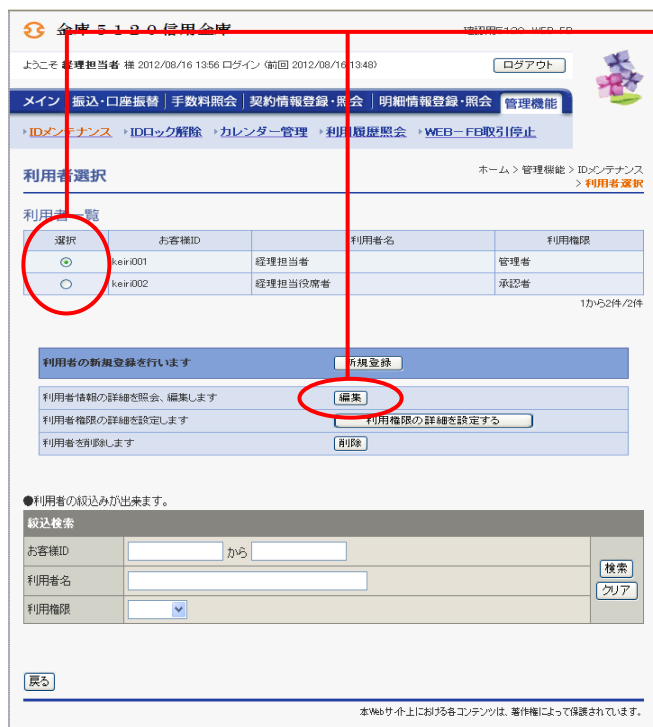 金庫5120信用金庫
確認用5120 WEB-FB
ようこそ 経理担当者 様 2012/08/16 13:56 ログイン (前回 2012/08/16 13:48)
ログアウト
メイン 振込・口座振替 手数料照会 契約情報登録・照会 明細情報登録・照会 管理機能
IDメンテナンス IDロック解除 カレンダー管理 利用履歴照会 WEB-FB取引停止
利用者選択
ホーム > 管理機能 > IDメンテナンス
> 利用者選択
利用者一覧
選択 お客様ID 利用者名 利用権限
keiri001 経理担当者 管理者
keiri002 経理担当役席者 承認者
1から2件/2件
利用者の新規登録を行います 新規登録
利用者情報の詳細を照会、編集します 編集
利用者権限の詳細を設定します 利用権限の詳細を設定する
利用者を削除します 削除
●利用者の絞込みが出来ます。
絞込検索
お客様ID から
利用者名
利用権限
検索
クリア
戻る
本Webサイト上における各コンテンツは、著作権によって保護されています。